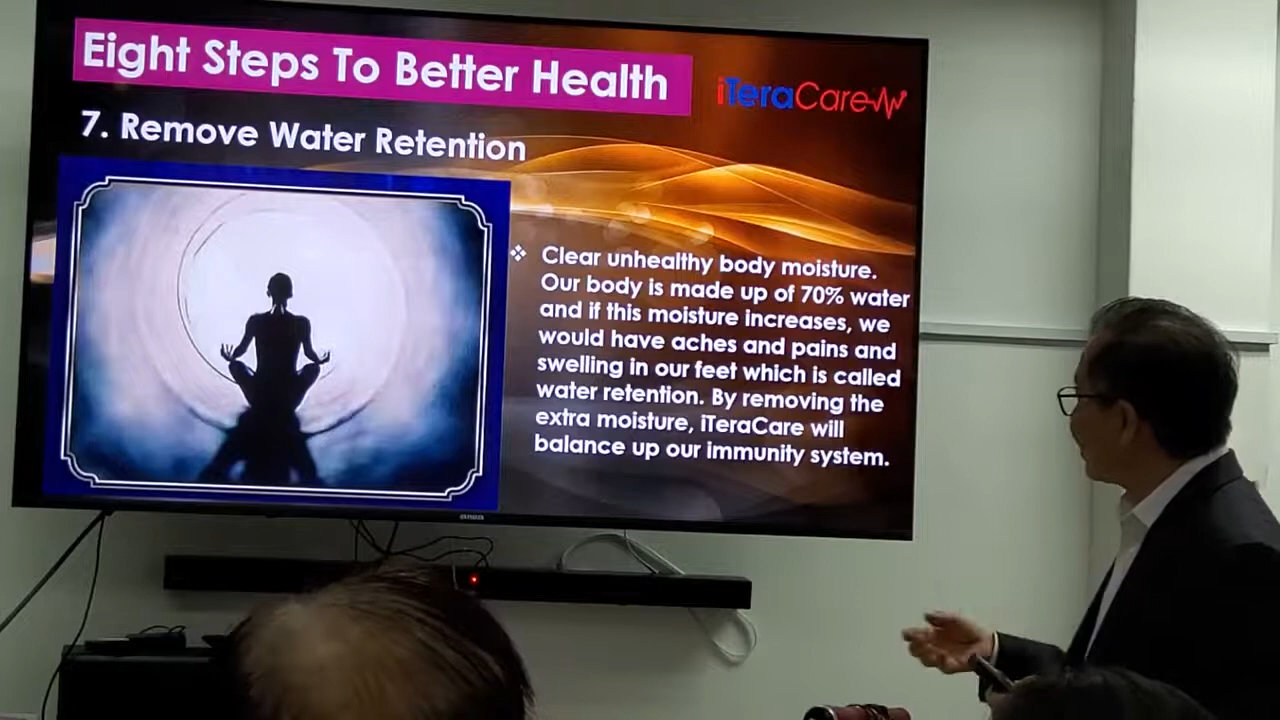 Eight Steps To Better Health
iTeraCare
7. Remove Water Retention
❖ Clear unhealthy body moisture.
Our body is made up of 70% water
and if this moisture increases, we
would have aches and pains and
swelling in our feet which is called
water retention. By removing the
extra moisture, iTeraCare will
balance up our immunity system.
aiwa